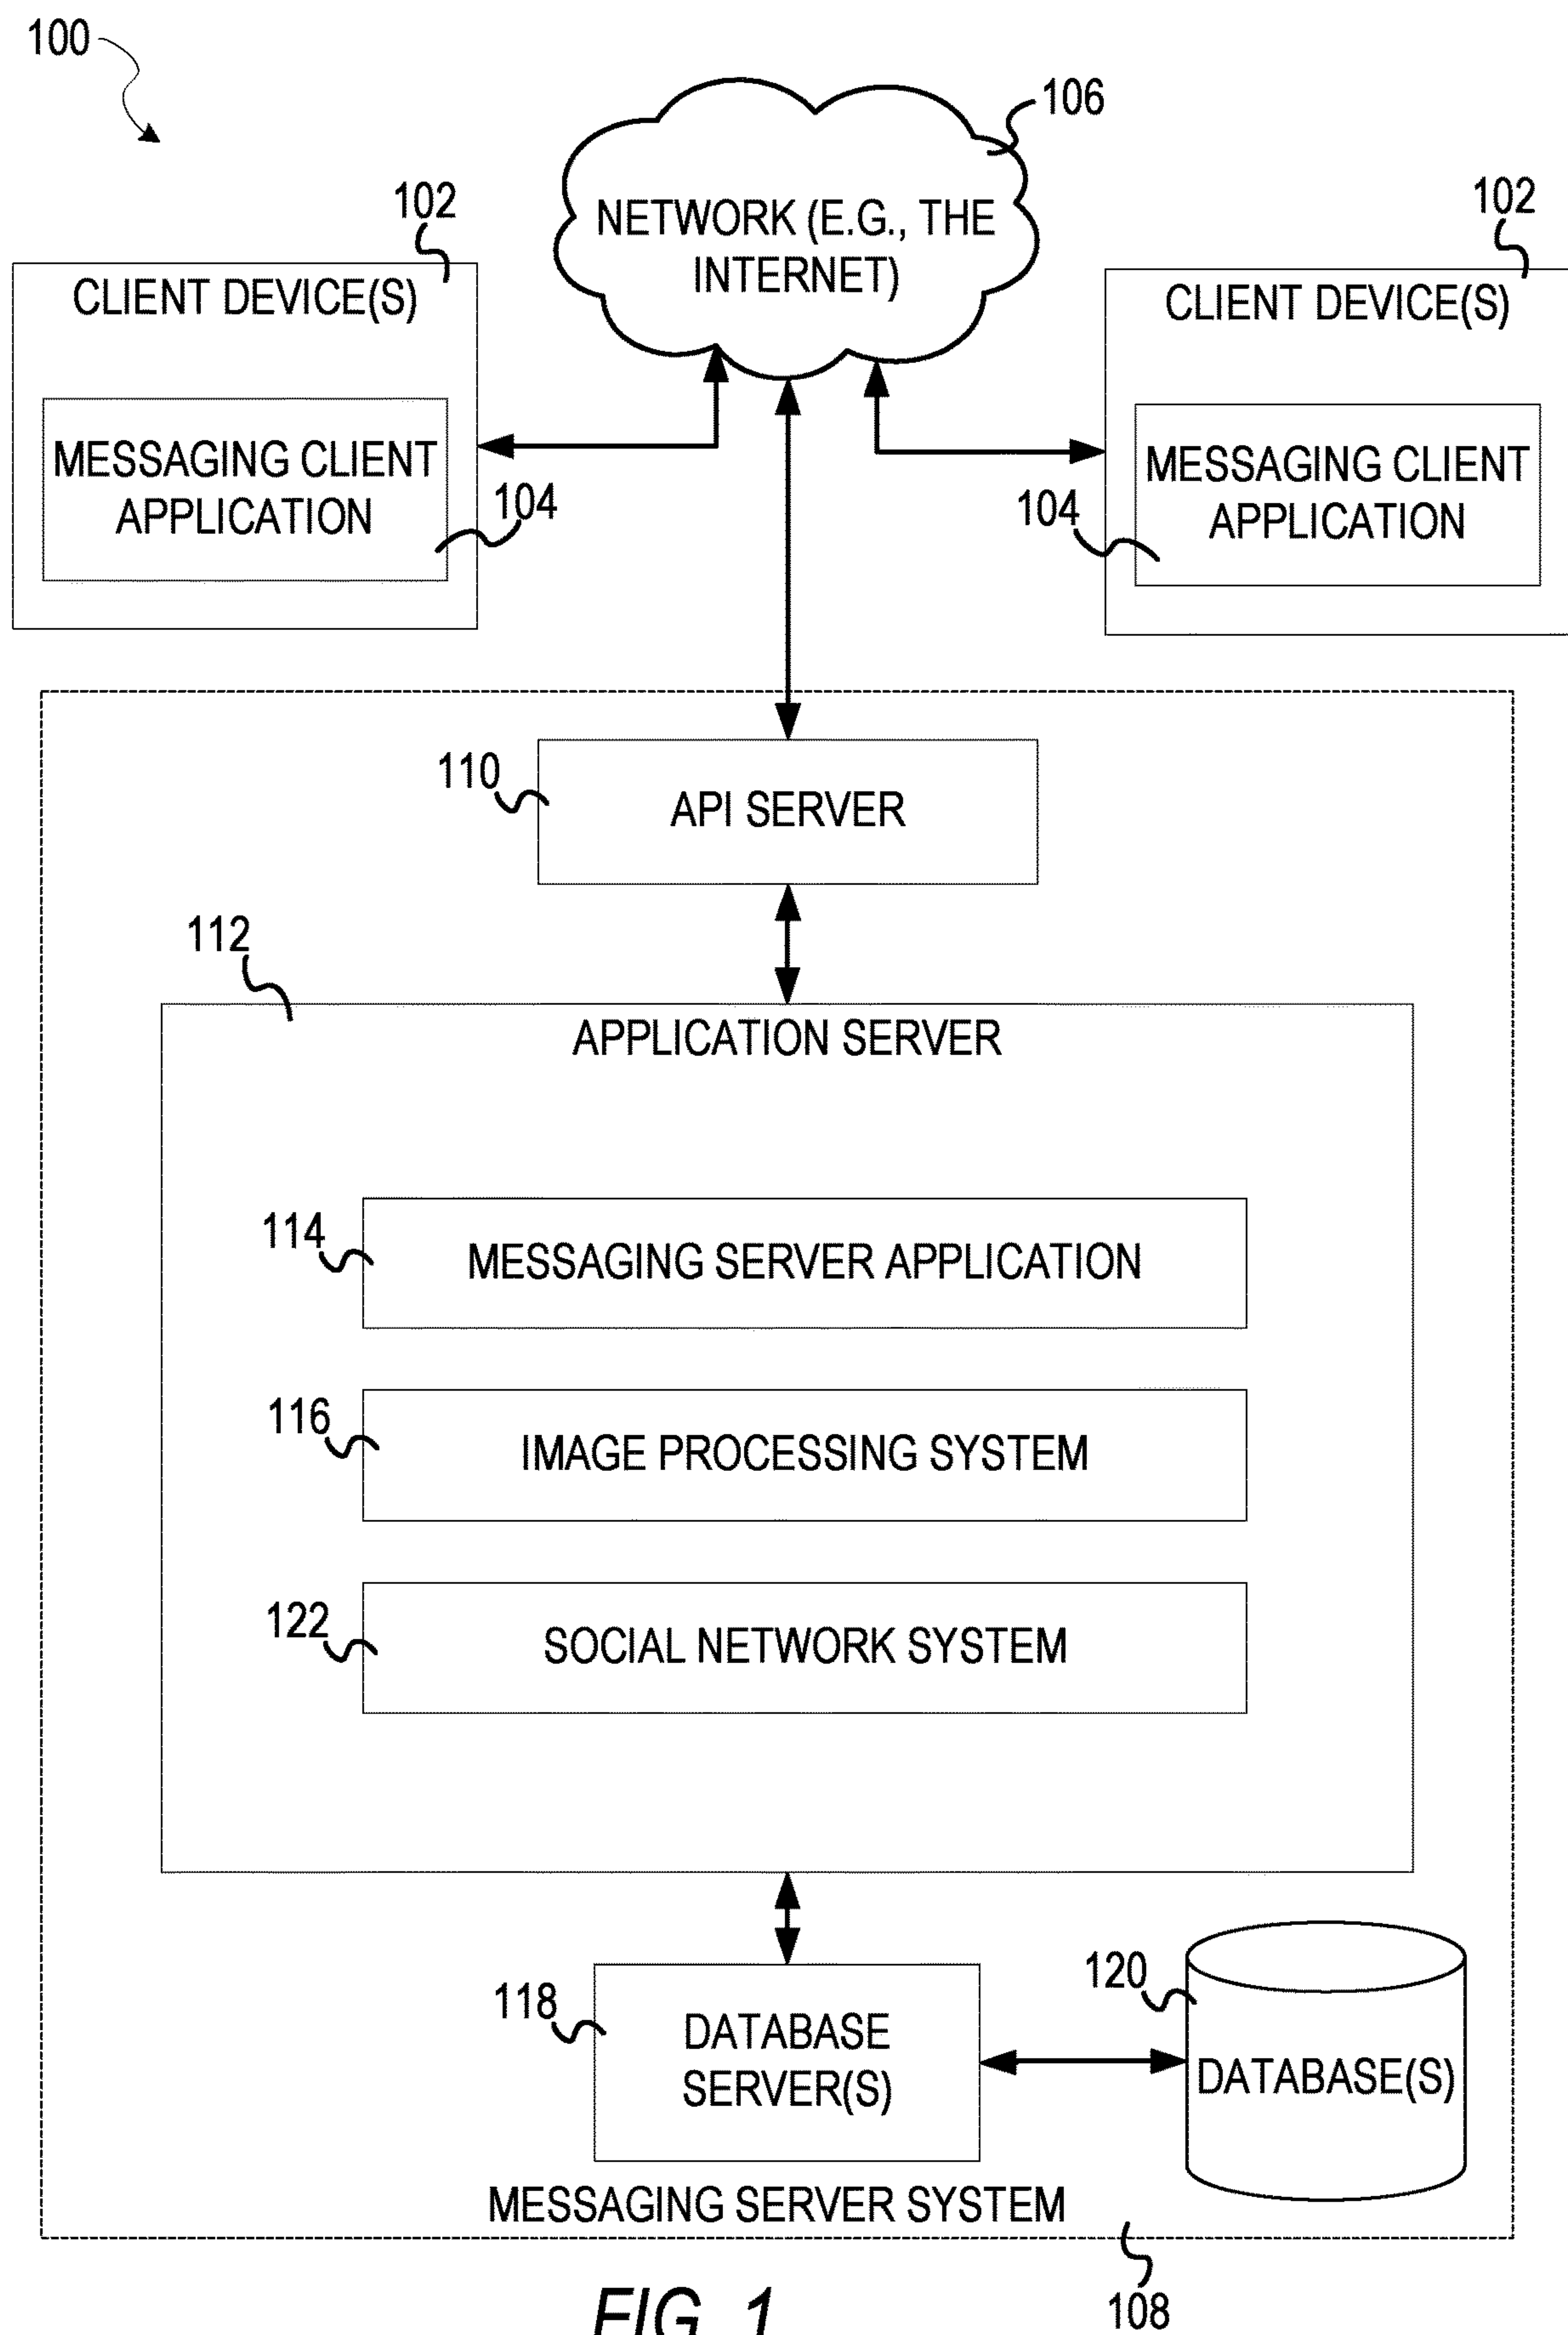 100
106
NETWORK (E.G., THE
INTERNET)
102
CLIENT DEVICE(S)
MESSAGING CLIENT
APPLICATION
104
102
CLIENT DEVICE(S)
MESSAGING CLIENT
APPLICATION
104
110
API SERVER
112
APPLICATION SERVER
114
MESSAGING SERVER APPLICATION
116
IMAGE PROCESSING SYSTEM
122
SOCIAL NETWORK SYSTEM
118
DATABASE
SERVER(S)
120
DATABASE(S)
MESSAGING SERVER SYSTEM
108
FIG. 1